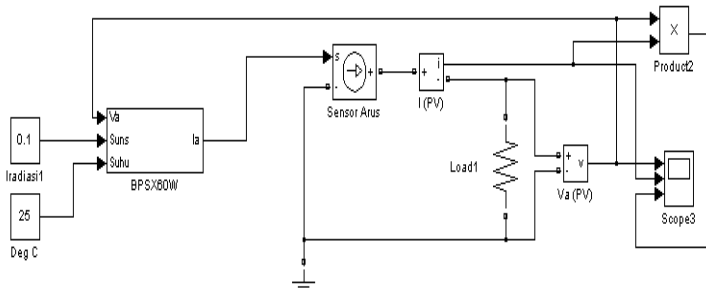 X
Product2
s
+
-
Sensor Arus
+
i
-
I (PV)
Va
Suns
Suhu
Ia
BPSX60W
0.1
Iradiasi1
25
Deg C
Load1
+
-
v
Va (PV)
Scope3